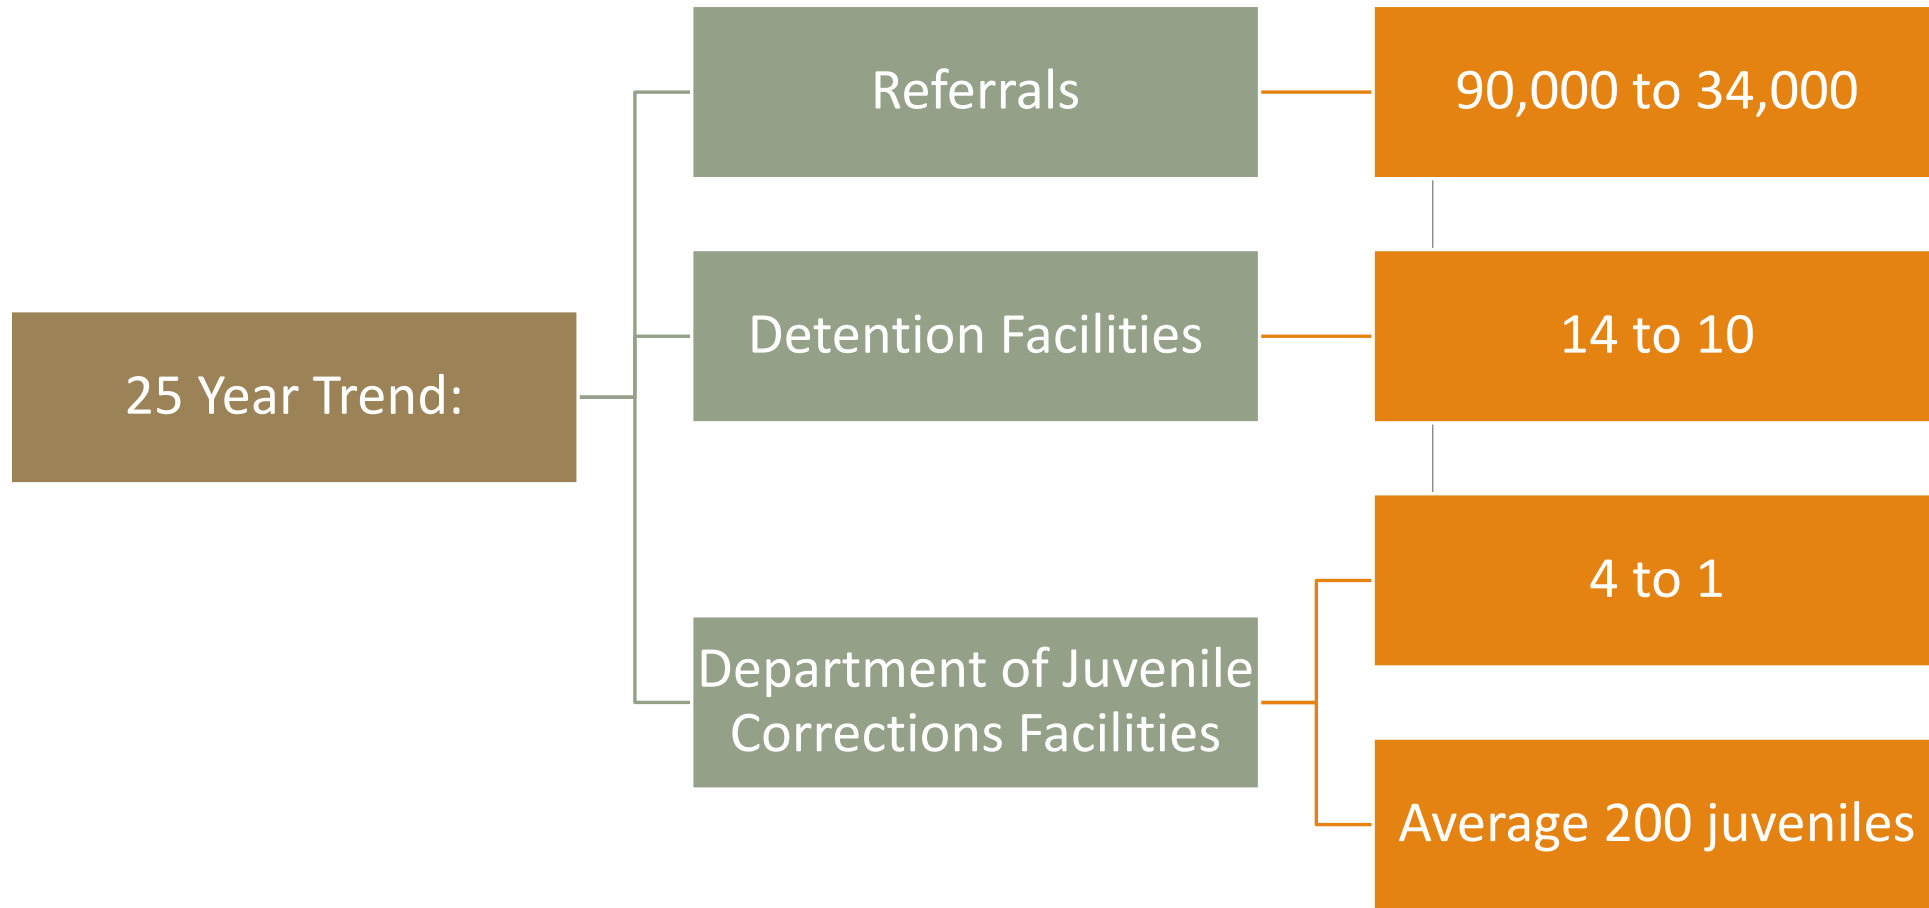 25 Year Trend:
Referrals
90,000 to 34,000
Detention Facilities
14 to 10
Department of Juvenile
Corrections Facilities
4 to 1
Average 200 juveniles